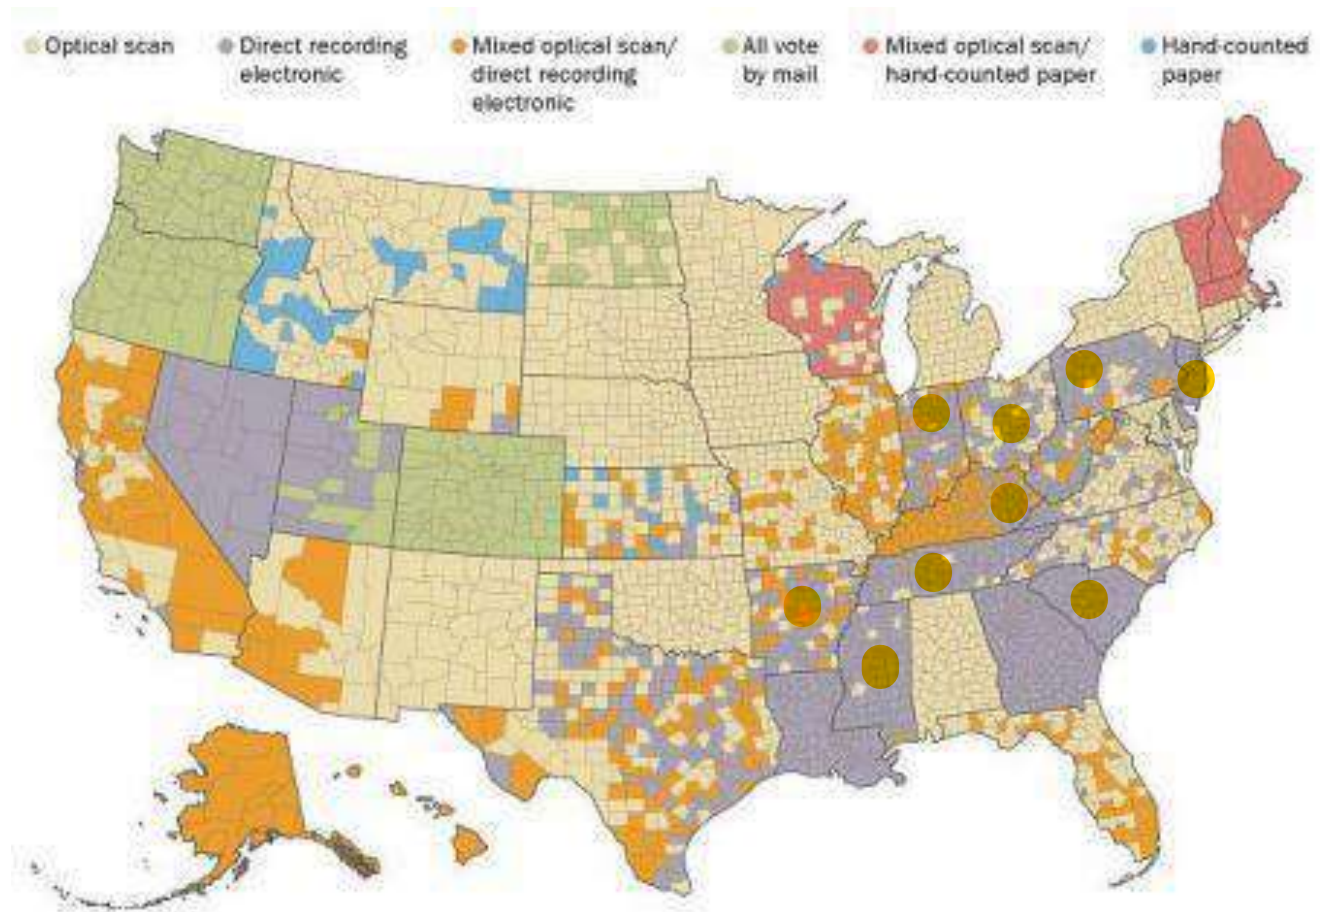 Optical scan
Direct recording
electronic
Mixed optical scan/
direct recording
electronic
All vote
by mail
Mixed optical scan/
hand-counted paper
Hand-counted
paper